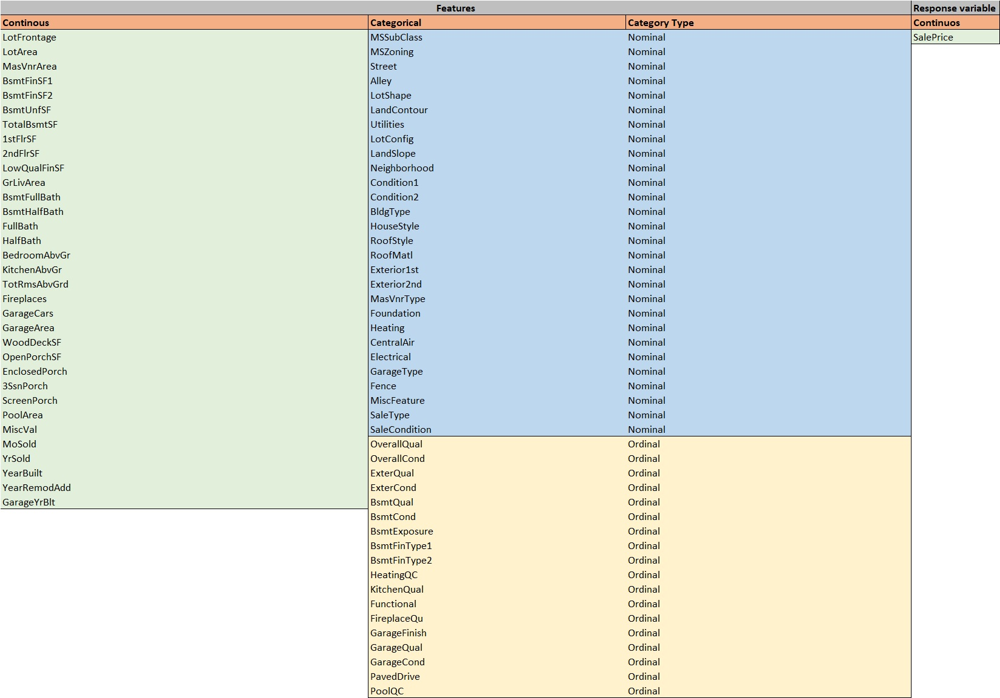 Features Response variable
Continous Categorical Category Type Continuos
LotFrontage MSSubClass Nominal SalePrice
LotArea MSZoning Nominal
MasVnrArea Street Nominal
BsmtFinSF1 Alley Nominal
BsmtFinSF2 LotShape Nominal
BsmtUnfSF LandContour Nominal
TotalBsmtSF Utilities Nominal
1stFlrSF LotConfig Nominal
2ndFlrSF LandSlope Nominal
LowQualFinSF Neighborhood Nominal
GrLivArea Condition1 Nominal
BsmtFullBath Condition2 Nominal
BsmtHalfBath BldgType Nominal
FullBath HouseStyle Nominal
HalfBath RoofStyle Nominal
BedroomAbvGr RoofMatl Nominal
KitchenAbvGr Exterior1st Nominal
TotRmsAbvGrd Exterior2nd Nominal
Fireplaces MasVnrType Nominal
GarageCars Foundation Nominal
GarageArea Heating Nominal
WoodDeckSF CentralAir Nominal
OpenPorchSF Electrical Nominal
EnclosedPorch GarageType Nominal
3SsnPorch Fence Nominal
ScreenPorch MiscFeature Nominal
PoolArea SaleType Nominal
MiscVal SaleCondition Nominal
MoSold OverallQual Ordinal
YrSold OverallCond Ordinal
YearBuilt ExterQual Ordinal
YearRemodAdd ExterCond Ordinal
GarageYrBlt BsmtQual Ordinal
BsmtCond Ordinal
BsmtExposure Ordinal
BsmtFinType1 Ordinal
BsmtFinType2 Ordinal
HeatingQC Ordinal
KitchenQual Ordinal
Functional Ordinal
FireplaceQu Ordinal
GarageFinish Ordinal
GarageQual Ordinal
GarageCond Ordinal
PavedDrive Ordinal
PoolQC Ordinal